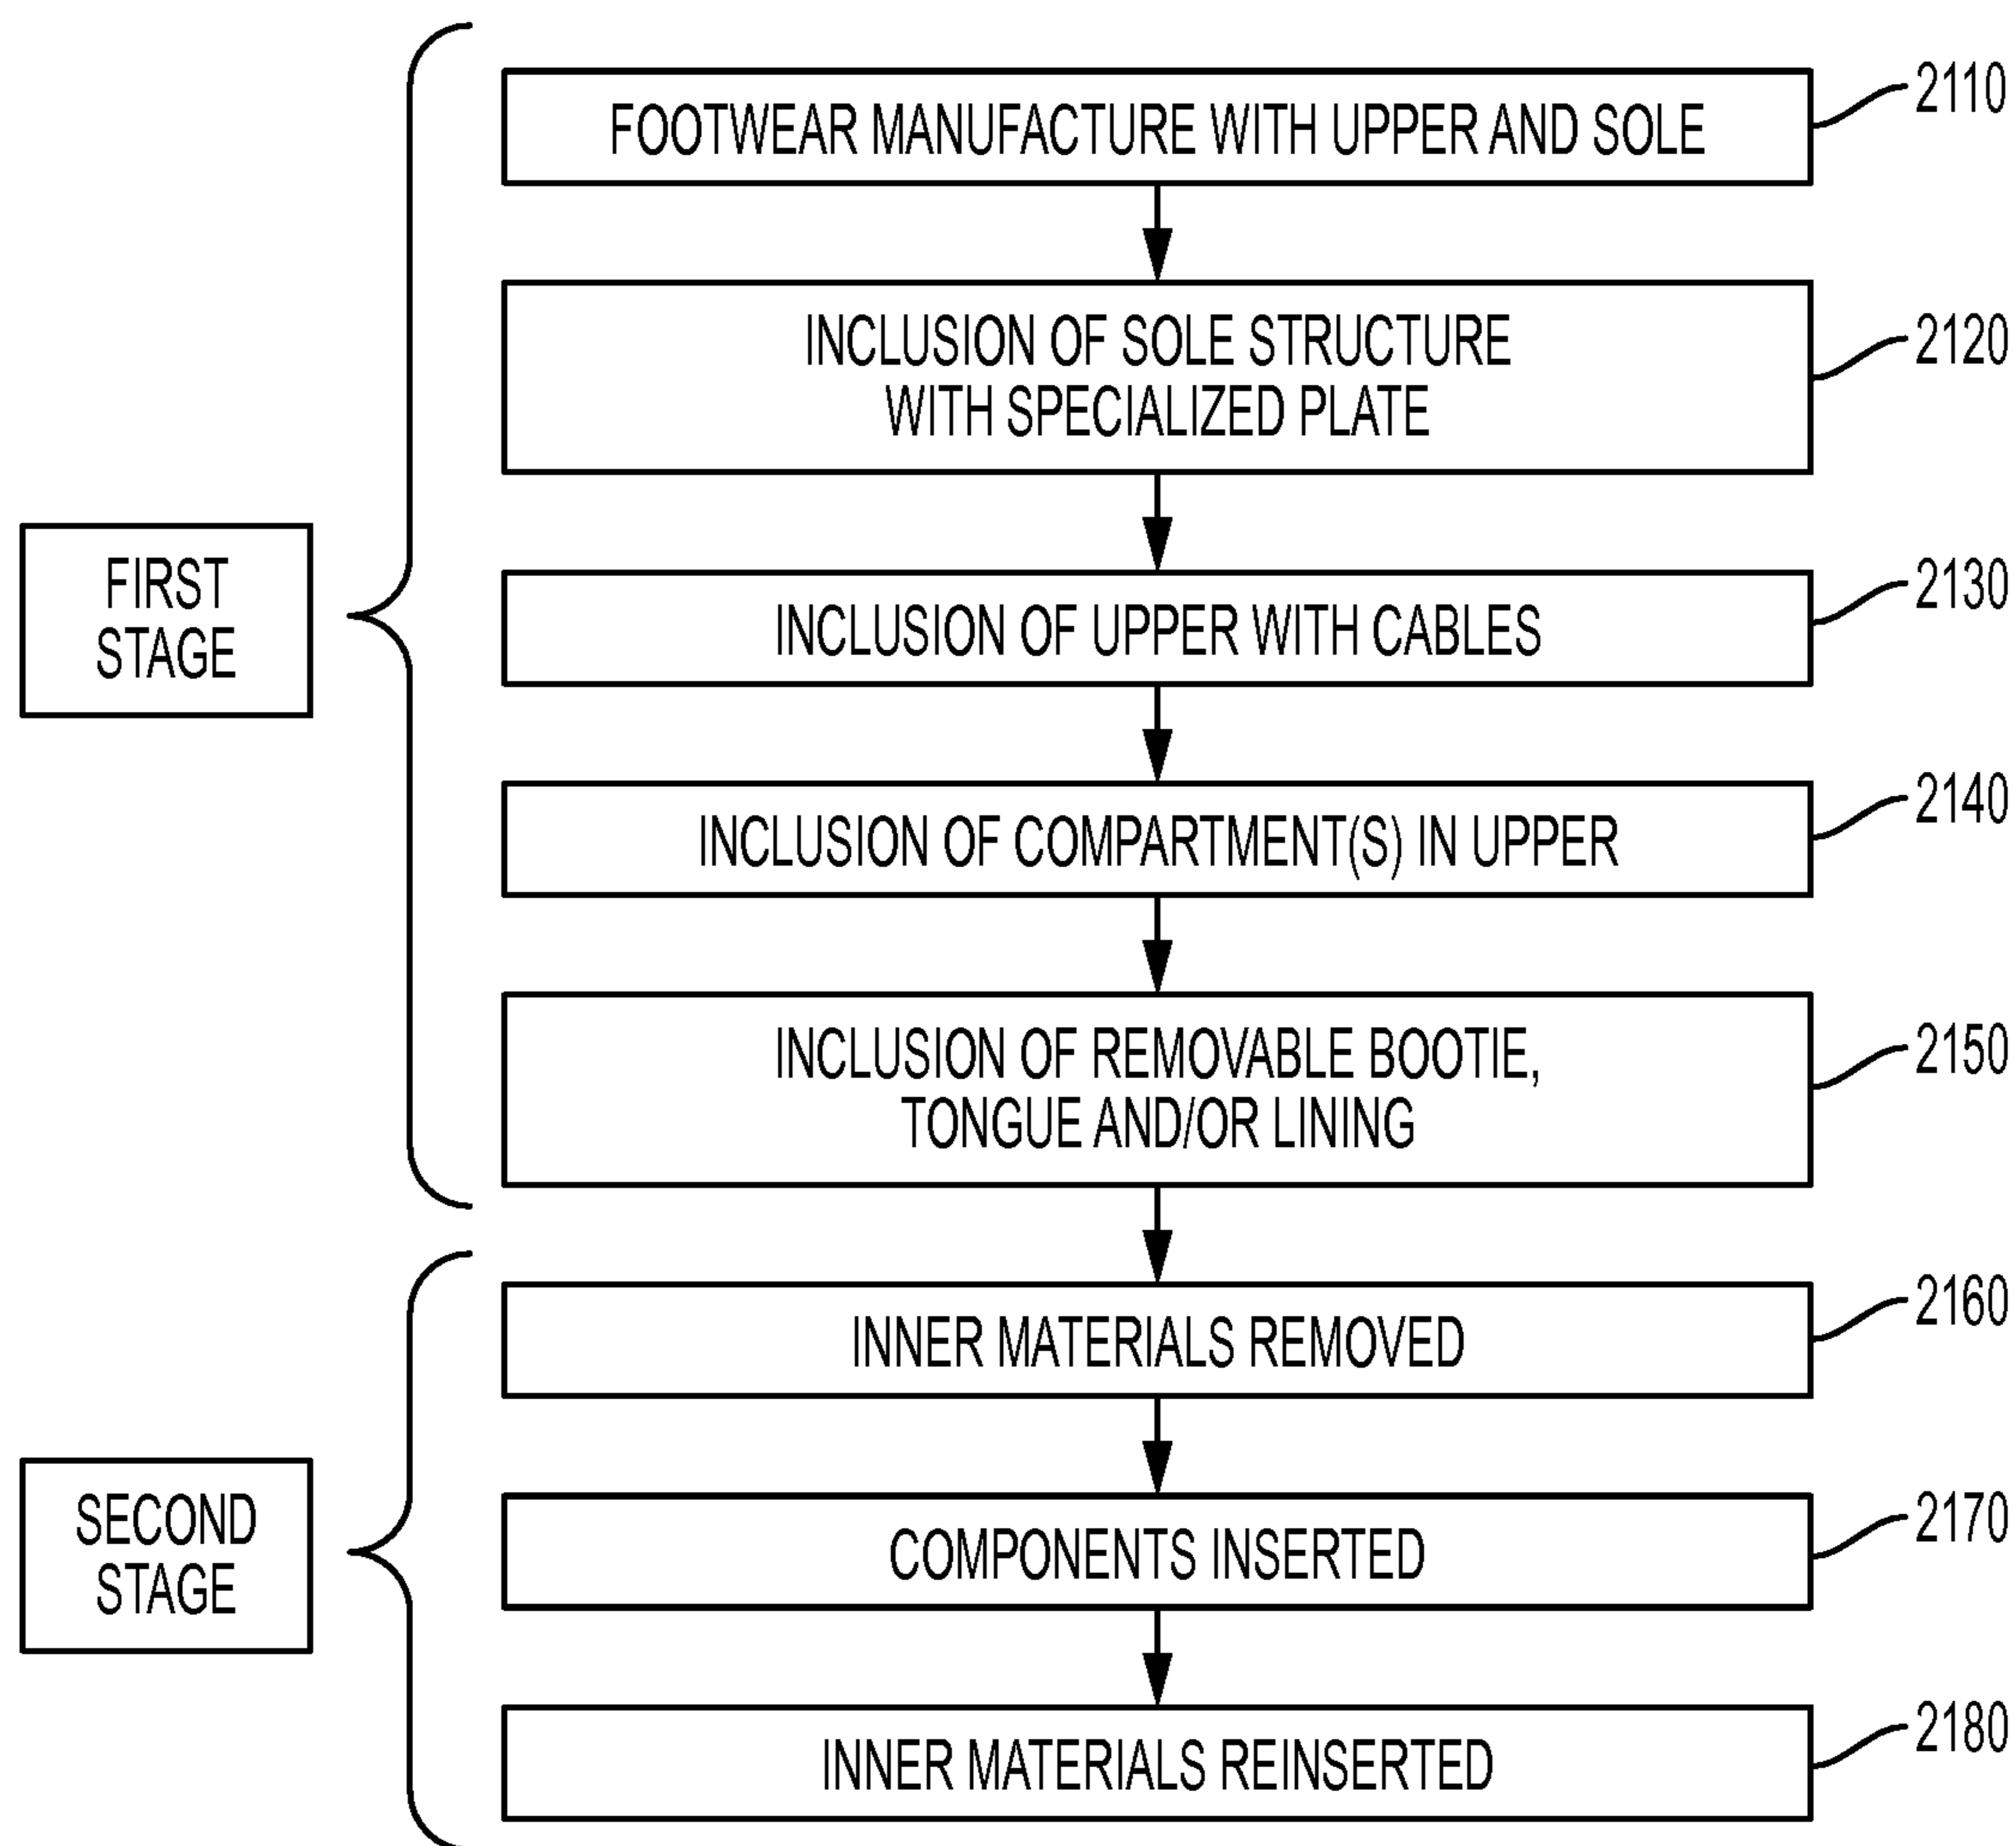 FOOTWEAR MANUFACTURE WITH UPPER AND SOLE
2110
INCLUSION OF SOLE STRUCTURE
WITH SPECIALIZED PLATE
2120
FIRST
STAGE
INCLUSION OF UPPER WITH CABLES
2130
INCLUSION OF COMPARTMENT(S) IN UPPER
2140
INCLUSION OF REMOVABLE BOOTIE,
TONGUE AND/OR LINING
2150
INNER MATERIALS REMOVED
2160
SECOND
STAGE
COMPONENTS INSERTED
2170
INNER MATERIALS REINSERTED
2180